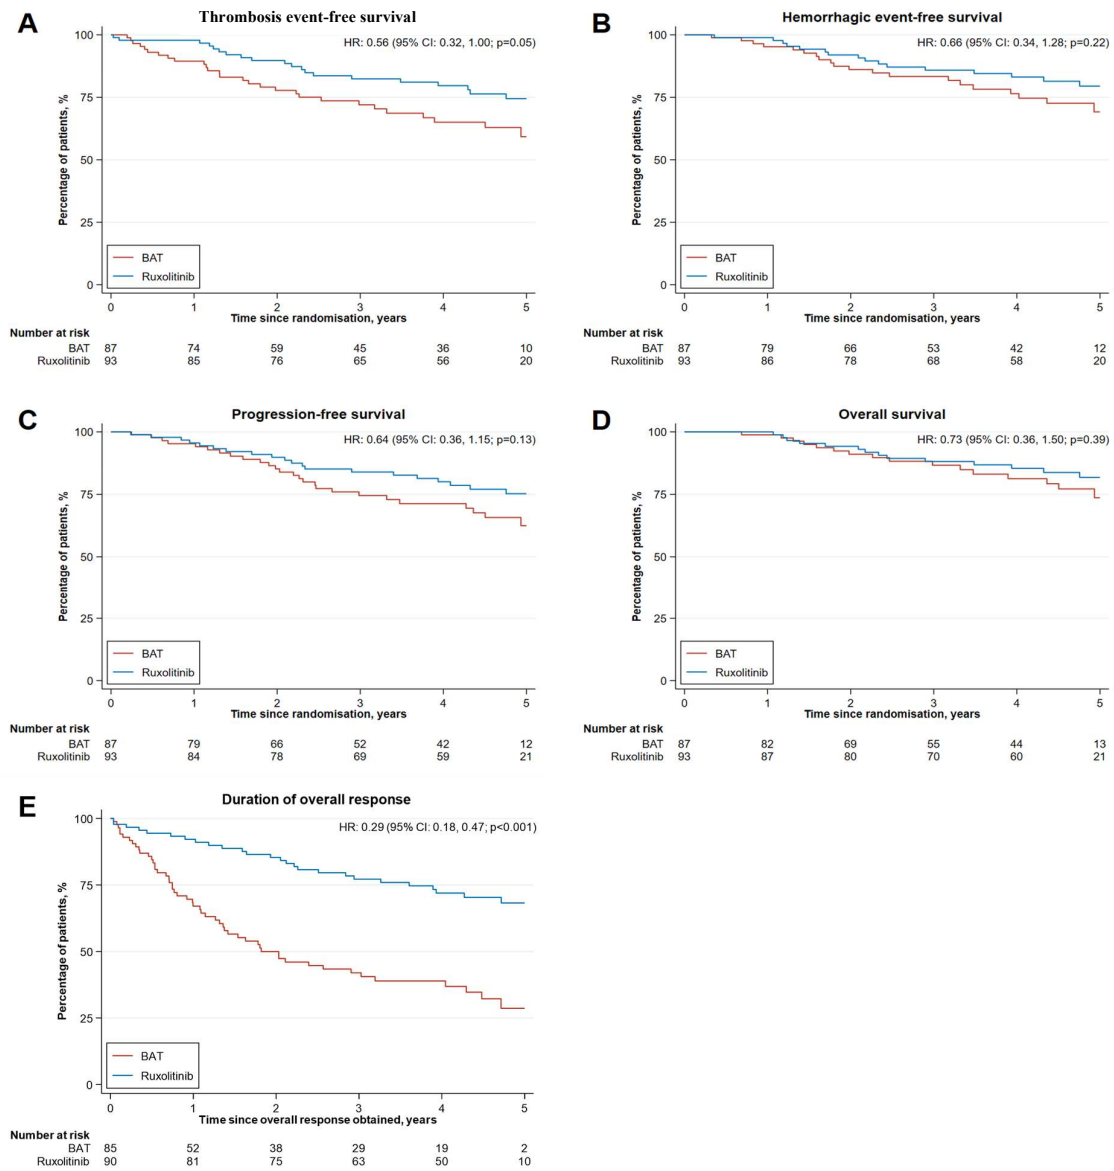 A
Thrombosis event-free survival
HR: 0.56 (95% CI: 0.32, 1.00; p=0.05)
Percentage of patients, %
100
75
50
25
0
BAT
Ruxolitinib
0 1 2 3 4 5
Time since randomisation, years
Number at risk
BAT 87 74 59 45 36 10
Ruxolitinib 93 85 76 65 56 20
B
Hemorrhagic event-free survival
HR: 0.66 (95% CI: 0.34, 1.28; p=0.22)
Percentage of patients, %
100
75
50
25
0
BAT
Ruxolitinib
0 1 2 3 4 5
Time since randomisation, years
Number at risk
BAT 87 79 66 53 42 12
Ruxolitinib 93 86 78 68 58 20
C
Progression-free survival
HR: 0.64 (95% CI: 0.36, 1.15; p=0.13)
Percentage of patients, %
100
75
50
25
0
BAT
Ruxolitinib
0 1 2 3 4 5
Time since randomisation, years
Number at risk
BAT 87 79 66 52 42 12
Ruxolitinib 93 84 78 69 59 21
D
Overall survival
HR: 0.73 (95% CI: 0.36, 1.50; p=0.39)
Percentage of patients, %
100
75
50
25
0
BAT
Ruxolitinib
0 1 2 3 4 5
Time since randomisation, years
Number at risk
BAT 87 82 69 55 44 13
Ruxolitinib 93 87 80 70 60 21
E
Duration of overall response
HR: 0.29 (95% CI: 0.18, 0.47; p<0.001)
Percentage of patients, %
100
75
50
25
0
BAT
Ruxolitinib
0 1 2 3 4 5
Time since overall response obtained, years
Number at risk
BAT 85 52 38 29 19 2
Ruxolitinib 90 81 75 63 50 10